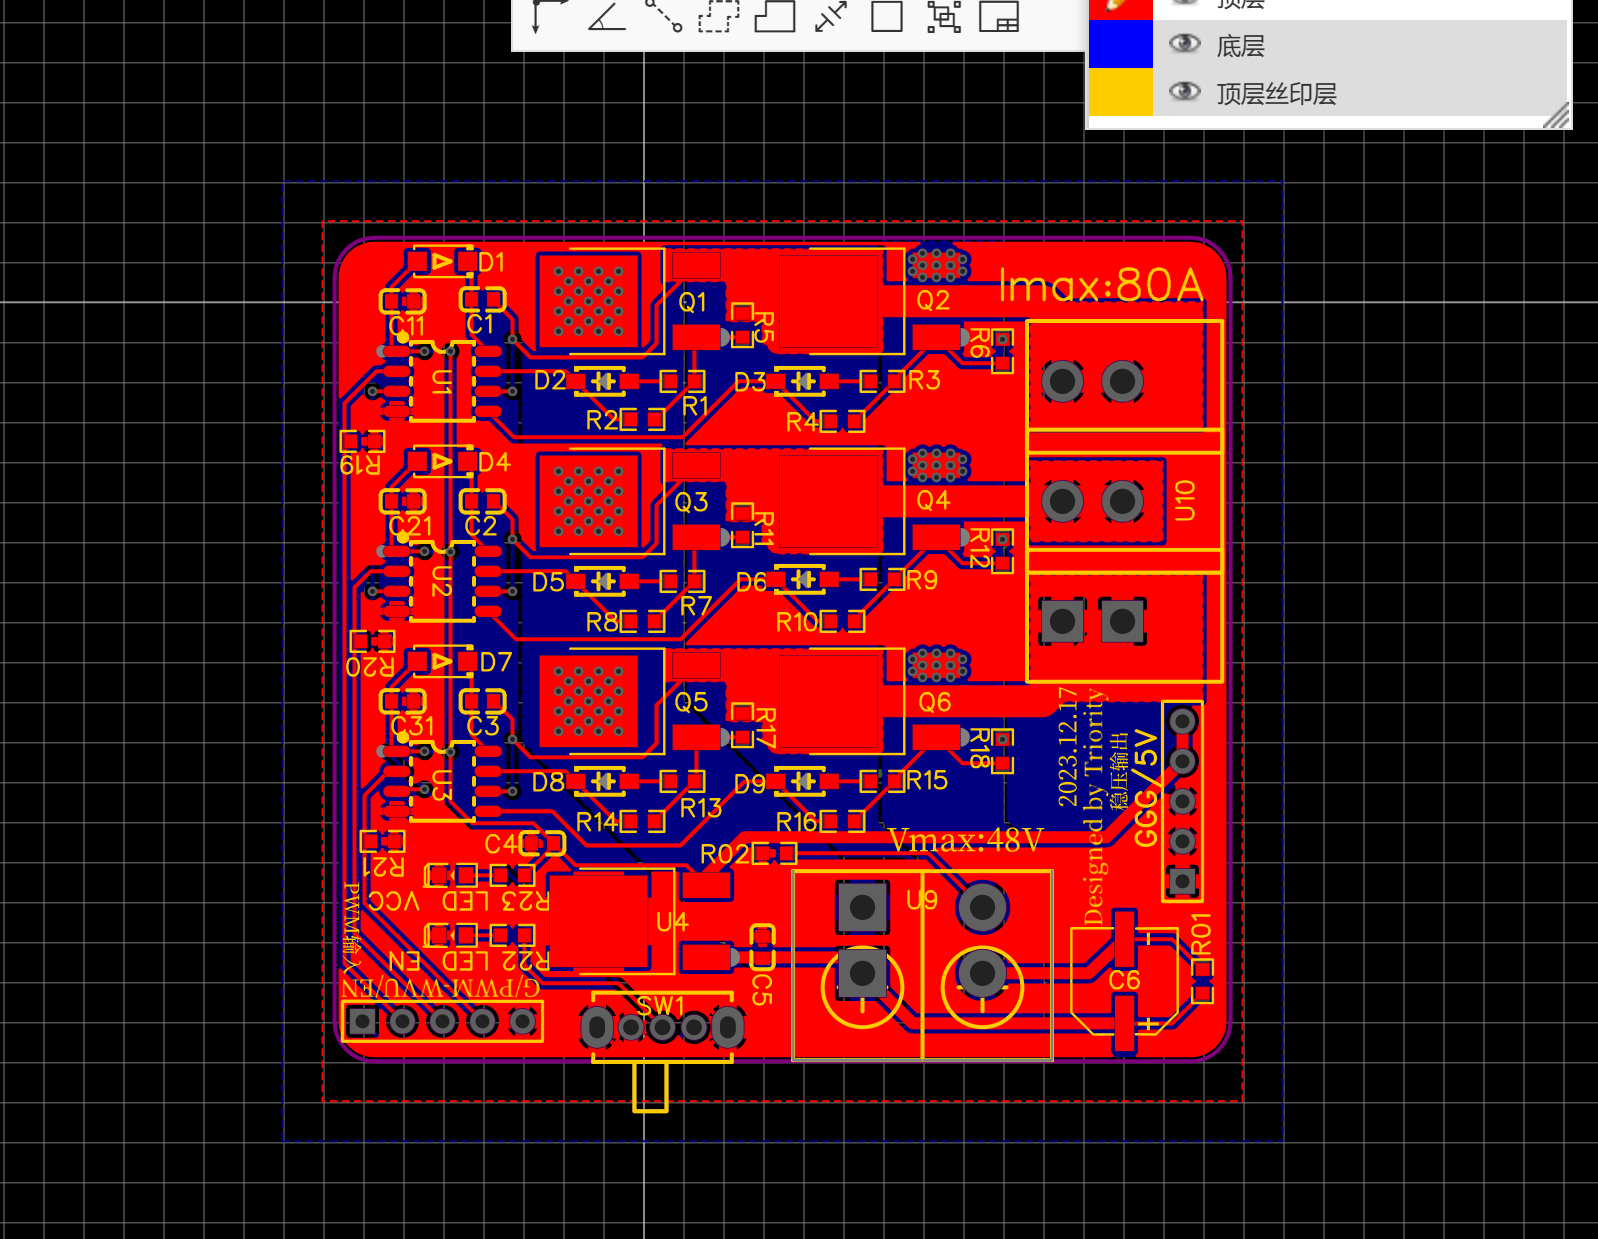 顶层
底层
顶层丝印层
D1
C11
C1
Q1
Q2
Imax:80A
R5
R6
U1
D2
R1
R2
D3
R3
R4
R19
D4
C21
C2
Q3
Q4
R11
R12
U10
U2
D5
R7
R8
D6
R9
R10
R20
D7
C31
C3
Q5
Q6
R17
R18
U3
D8
R13
R14
D9
R15
R16
2023.12.17
Designed by Triority
稳压输出
GGG/5V
Vmax:48V
R21
C4
R02
VCC LED R23
EN LED R22
PWM输入
G/PWM-WVU/EN
U4
C5
SW1
U9
C6
R01